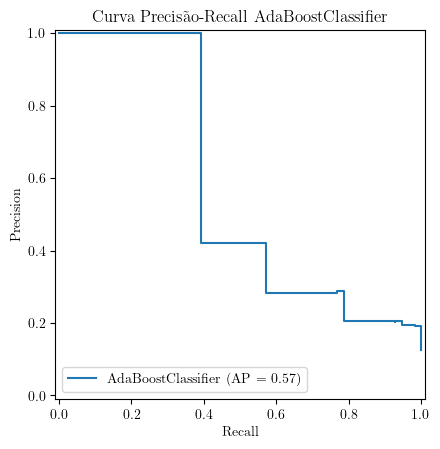 Curva Precisão-Recall AdaBoostClassifier
1.0
0.8
0.6
0.4
0.2
0.0
Precision
AdaBoostClassifier (AP = 0.57)
0.0 0.2 0.4 0.6 0.8 1.0
Recall